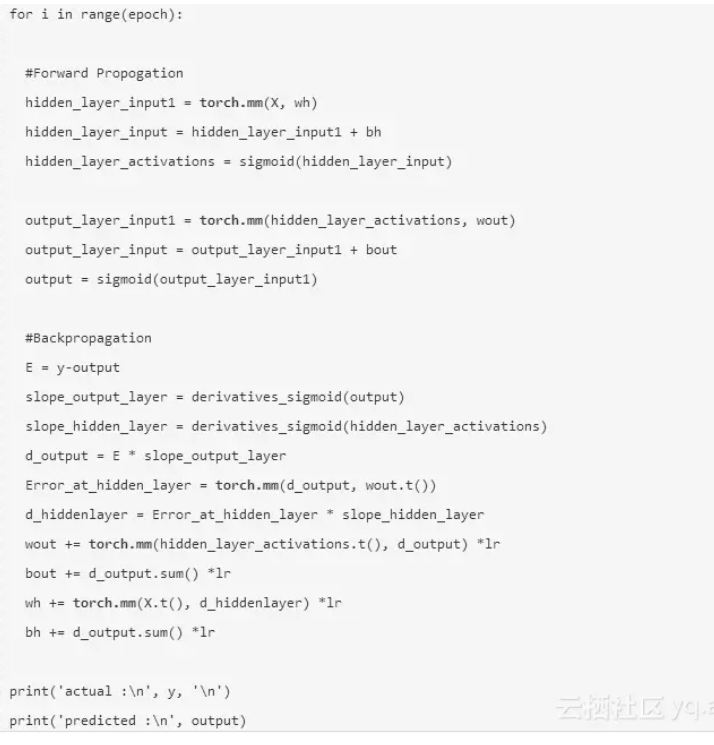 for i in range(epoch):
#Forward Propogation
hidden_layer_input1 = torch.mm(X, wh)
hidden_layer_input = hidden_layer_input1 + bh
hidden_layer_activations = sigmoid(hidden_layer_input)
output_layer_input1 = torch.mm(hidden_layer_activations, wout)
output_layer_input = output_layer_input1 + bout
output = sigmoid(output_layer_input1)
#Backpropagation
E = y-output
slope_output_layer = derivatives_sigmoid(output)
slope_hidden_layer = derivatives_sigmoid(hidden_layer_activations)
d_output = E * slope_output_layer
Error_at_hidden_layer = torch.mm(d_output, wout.t())
d_hiddenlayer = Error_at_hidden_layer * slope_hidden_layer
wout += torch.mm(hidden_layer_activations.t(), d_output) *lr
bout += d_output.sum() *lr
wh += torch.mm(X.t(), d_hiddenlayer) *lr
bh += d_output.sum() *lr
print('actual :\n', y, '\n')
print('predicted :\n', output)
云栖社区 yq.a